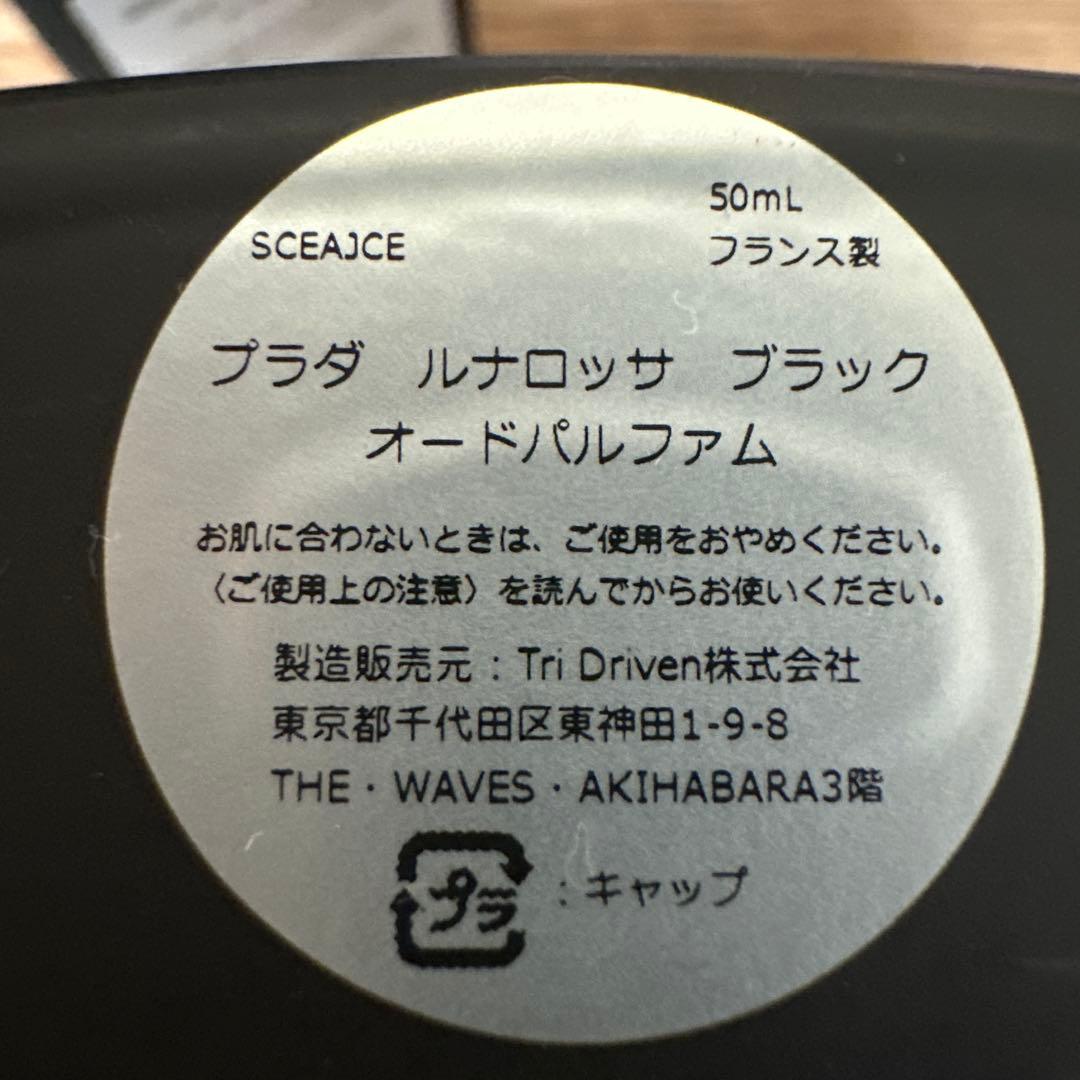 50mL
SCEAJCE
フランス製
プラダ ルナロッサ ブラック
オードパルファム
お肌に合わないときは、ご使用をおやめください。
〈ご使用上の注意〉を読んでからお使いください。
製造販売元：Tri Driven株式会社
東京都千代田区東神田1-9-8
THE・WAVES・AKIHABARA3階
プラ：キャップ